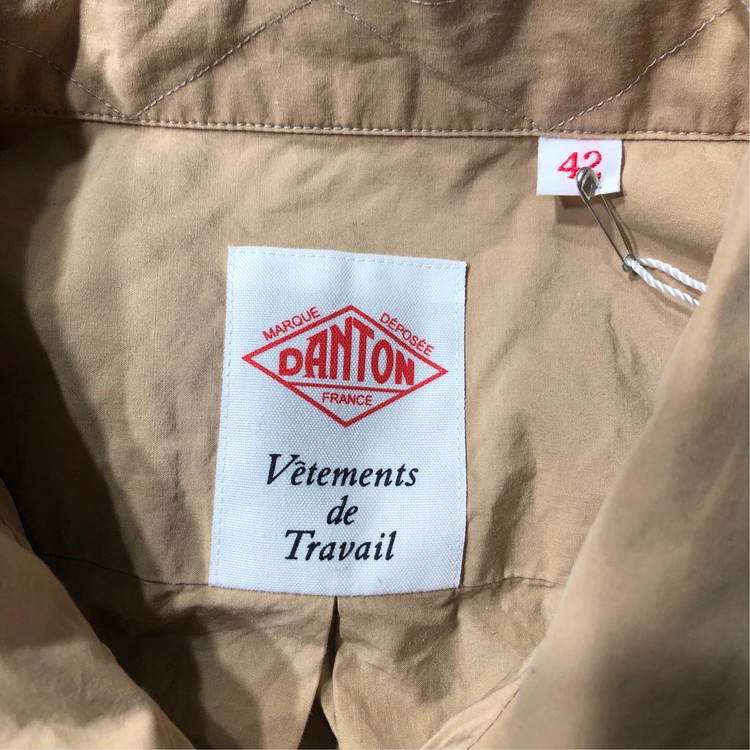 42
MARQUE DÉPOSÉE
DANTON
FRANCE
Vêtements
de
Travail